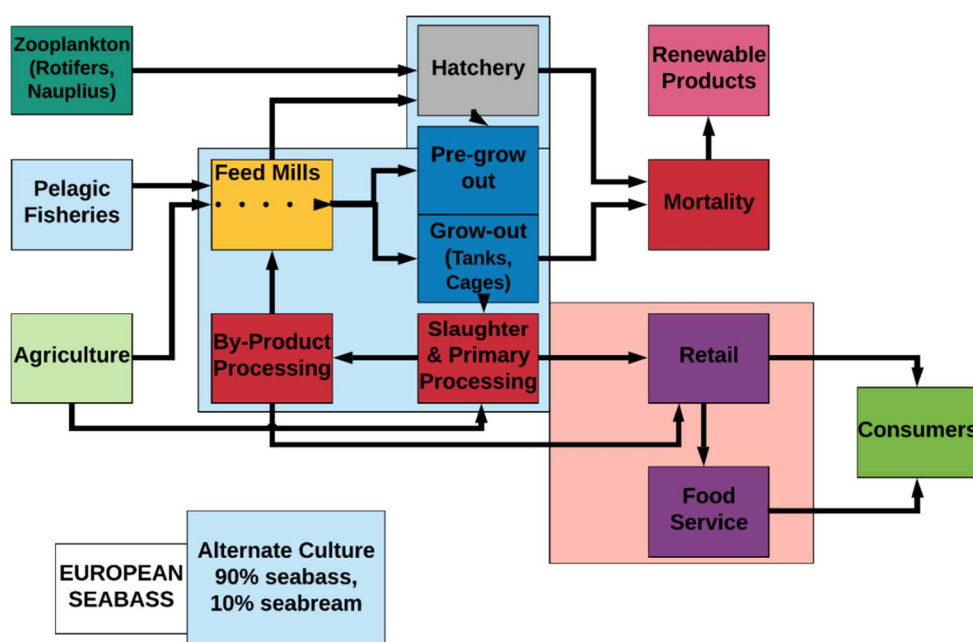 Zooplankton
(Rotifers,
Nauplius)
Hatchery
Renewable
Products
Pelagic
Fisheries
Feed Mills
Pre-grow
out
Mortality
Grow-out
(Tanks,
Cages)
Agriculture
By-Product
Processing
Slaughter
& Primary
Processing
Retail
Consumers
Food
Service
EUROPEAN
SEABASS
Alternate Culture
90% seabass,
10% seabream